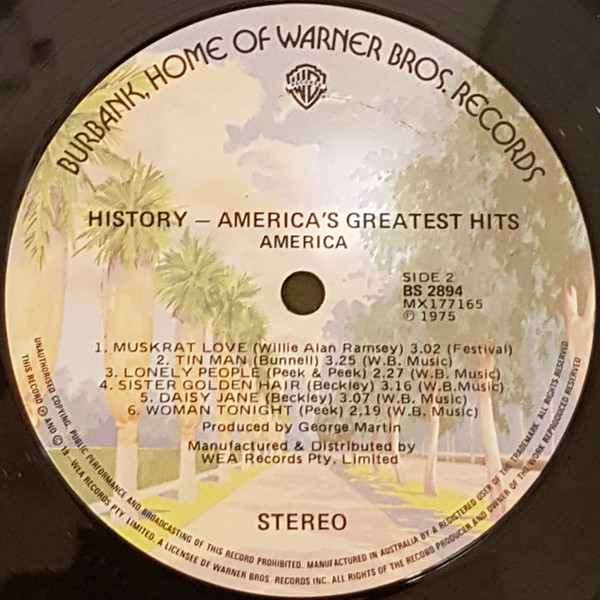 BURBANK, HOME OF WARNER BROS. RECORDS
HISTORY — AMERICA'S GREATEST HITS
AMERICA
SIDE 2
BS 2894
MX177165
℗ 1975
1. MUSKRAT LOVE (Willie Alan Ramsey) 3.02 (Festival)
2. TIN MAN (Bunnell) 3.25 (W.B. Music)
3. LONELY PEOPLE (Peek & Peek) 2.27 (W.B. Music)
4. SISTER GOLDEN HAIR (Beckley) 3.16 (W.B.Music)
5. DAISY JANE (Beckley) 3.07 (W.B. Music)
6. WOMAN TONIGHT (Peek) 2.19 (W.B. Music)
Produced by George Martin
Manufactured & Distributed by
WEA Records Pty. Limited
STEREO
UNAUTHORISED COPYING, PUBLIC PERFORMANCE AND BROADCASTING OF THIS RECORD PROHIBITED. MANUFACTURED IN AUSTRALIA BY A REGISTERED USER OF THE TRADEMARK. ALL RIGHTS RESERVED
THIS RECORD ℗ AND © 19 –WEA RECORDS PTY. LIMITED, A LICENSEE OF WARNER BROS. RECORDS INC. ALL RIGHTS OF THE RECORD PRODUCER AND OWNER OF THE WORK REPRODUCED RESERVED